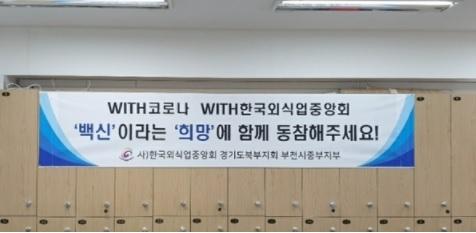 WITH코로나 WITH한국외식업중앙회
'백신'이라는 '희망'에 함께 동참해주세요!
사)한국외식업중앙회 경기도북부지회 부천시중부지부